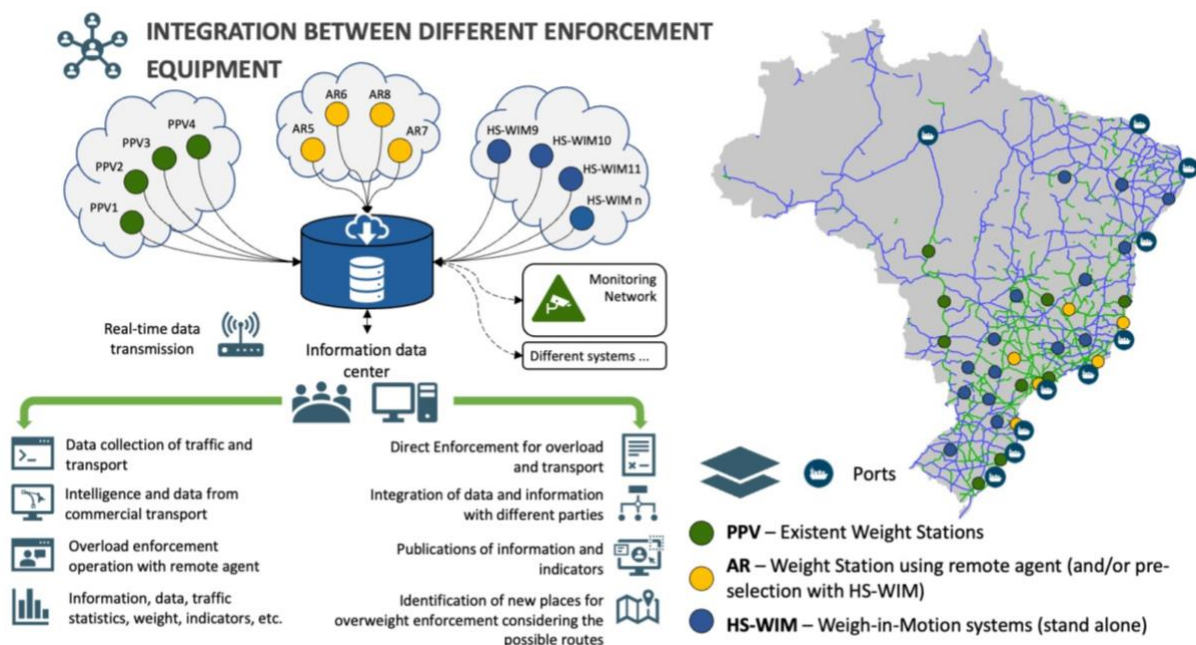 INTEGRATION BETWEEN DIFFERENT ENFORCEMENT
EQUIPMENT
PPV4
PPV3
PPV2
PPV1
AR6
AR8
AR5
AR7
HS-WIM9
HS-WIM10
HS-WIM11
HS-WIM n
Monitoring
Network
Different systems ...
Real-time data
transmission
Information data
center
Data collection of traffic and
transport
Intelligence and data from
commercial transport
Overload enforcement
operation with remote agent
Information, data, traffic
statistics, weight, indicators, etc.
Direct Enforcement for overload
and transport
Integration of data and information
with different parties
Publications of information and
indicators
Identification of new places for
overweight enforcement considering the
possible routes
Ports
PPV – Existent Weight Stations
AR – Weight Station using remote agent (and/or pre-
selection with HS-WIM)
HS-WIM – Weigh-in-Motion systems (stand alone)